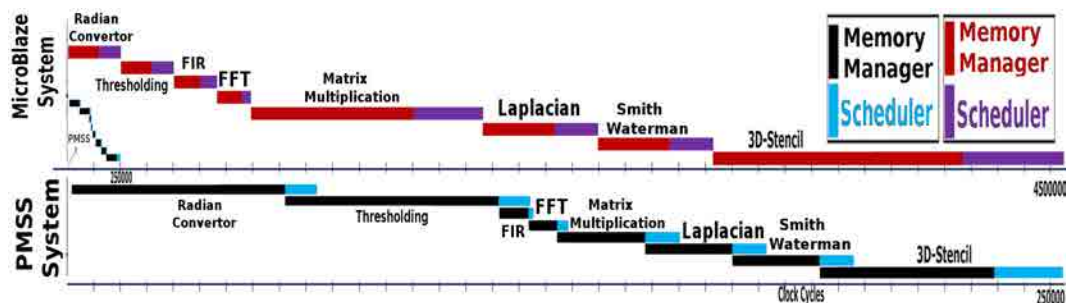 Radian
Convertor
MicroBlaze
System
Thresholding
FIR
FFT
Matrix
Multiplication
Laplacian
Smith
Waterman
3D-Stencil
Memory
Manager
Scheduler
Memory
Manager
Scheduler
PMSS
250000
4500000
PMSS
System
Radian
Convertor
Thresholding
FIR
FFT
Matrix
Multiplication
Laplacian
Smith
Waterman
3D-Stencil
Clock Cycles
250000